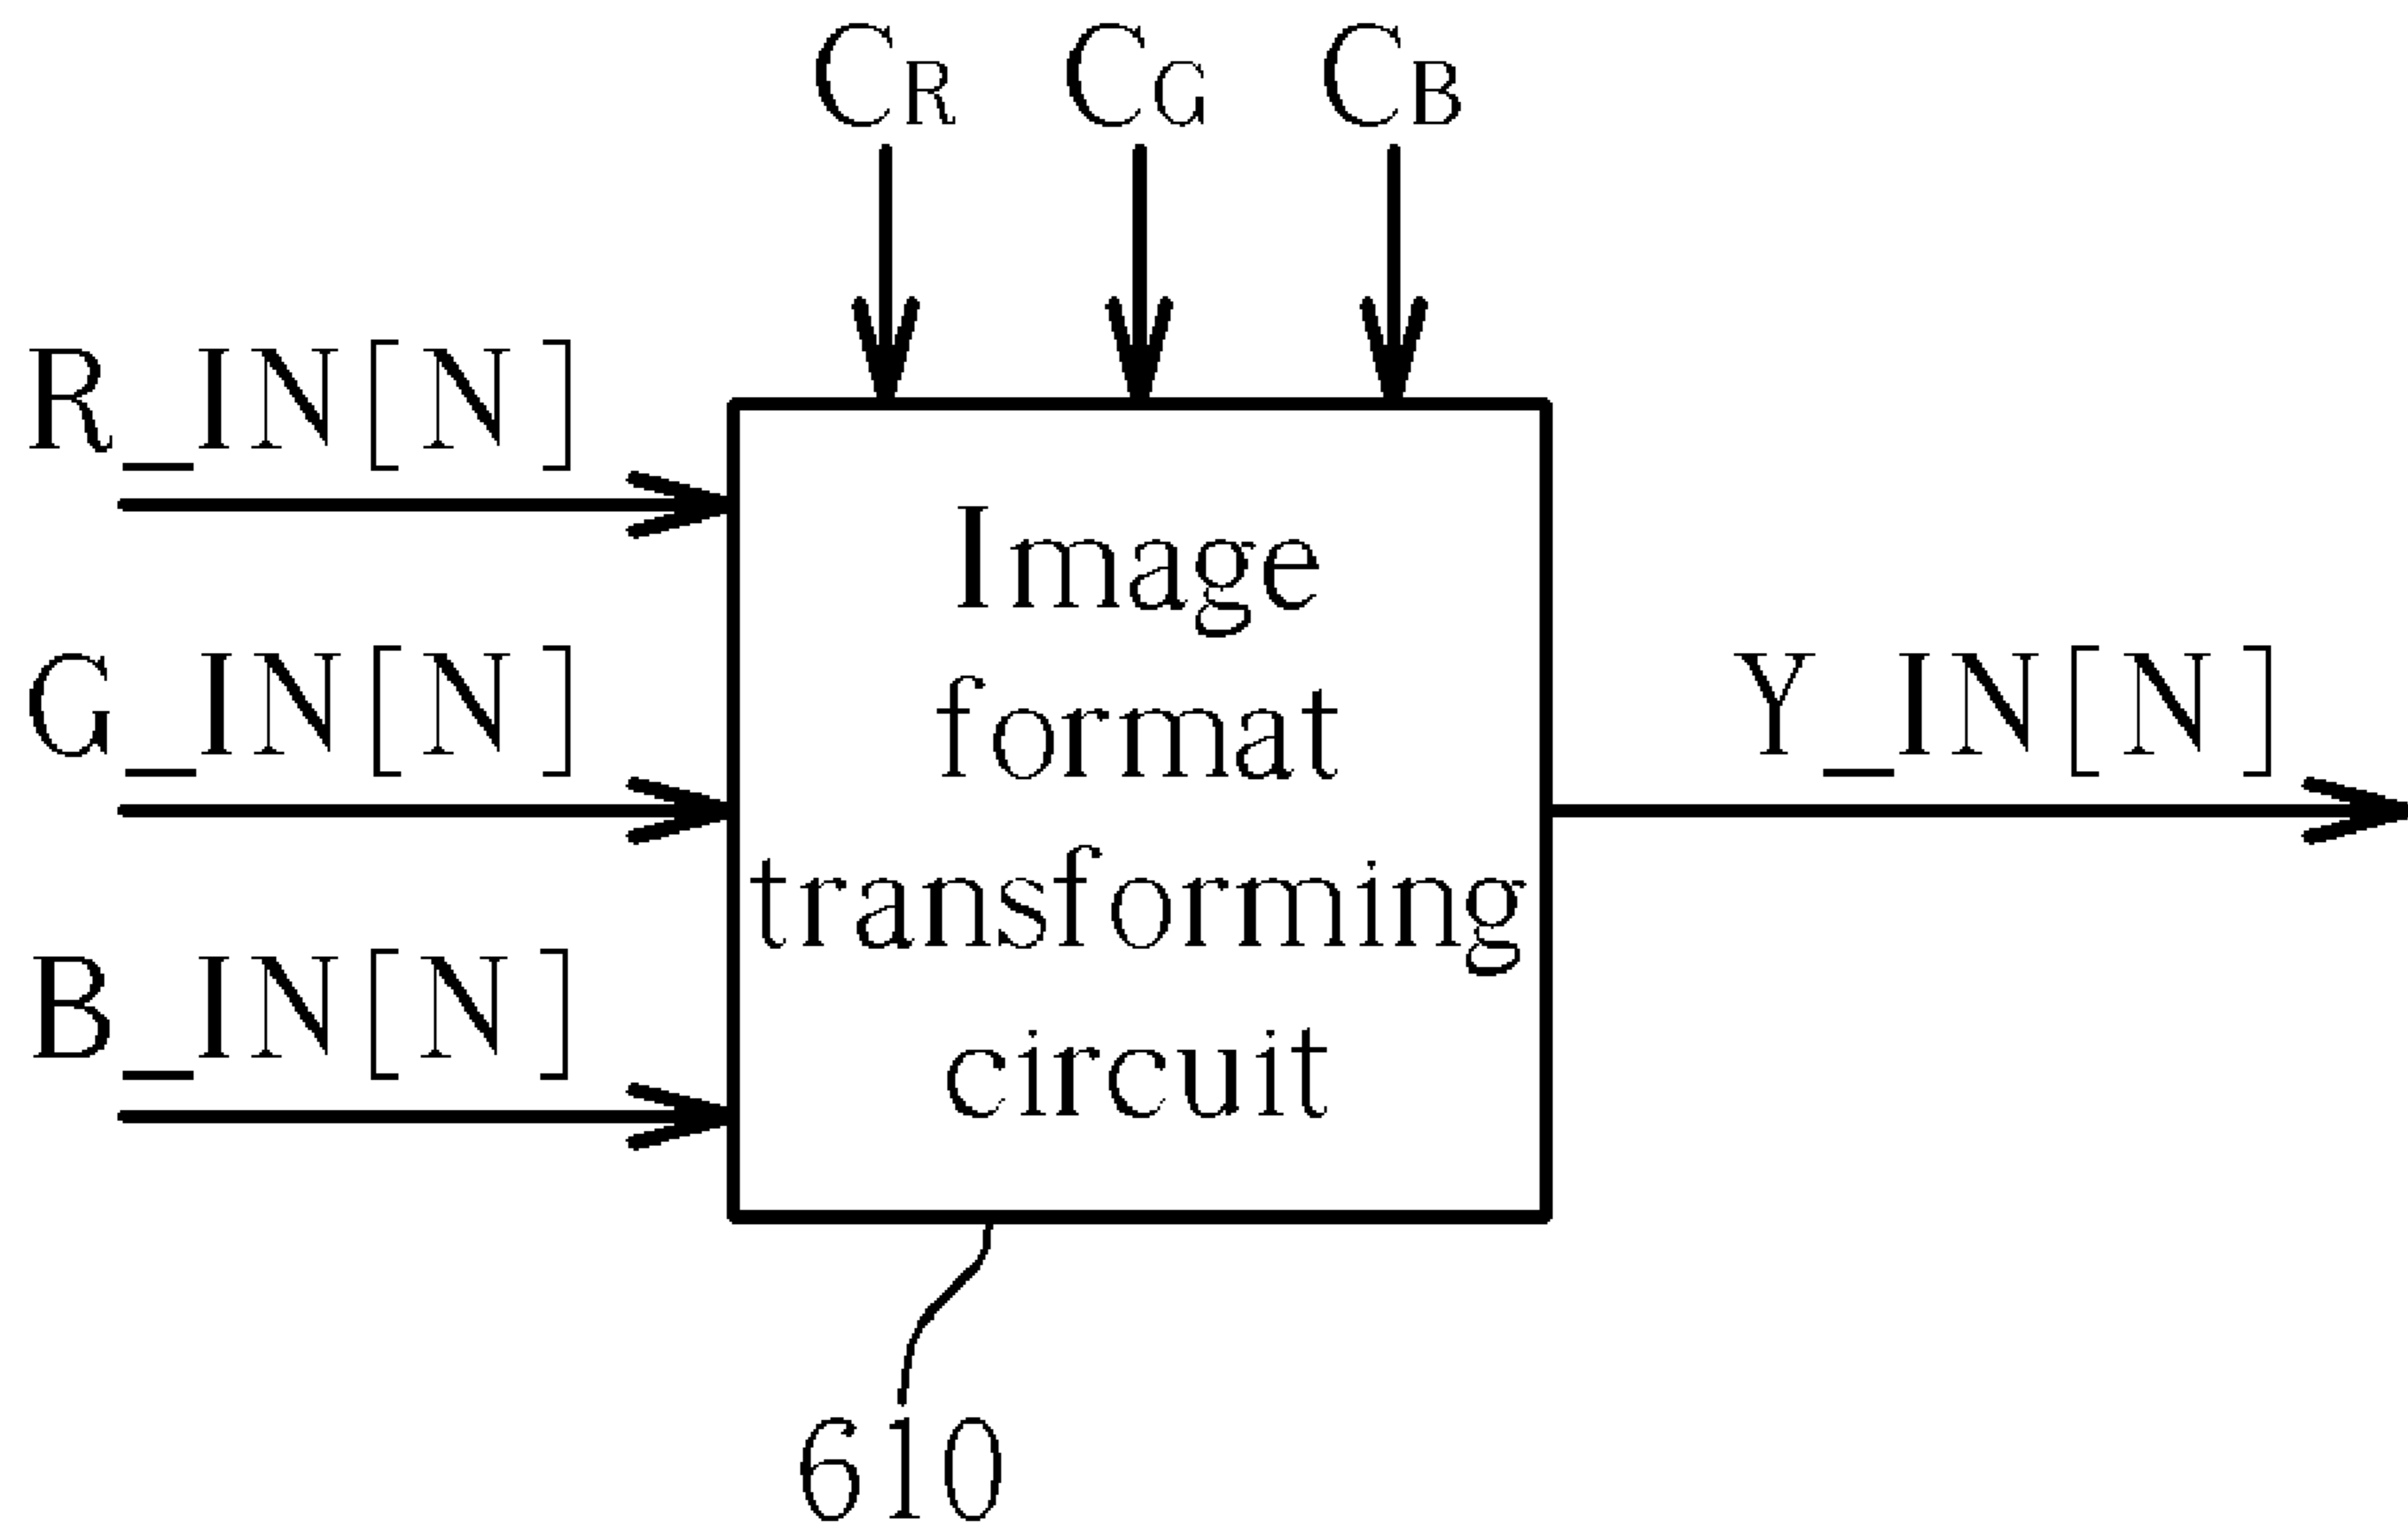 CR CG CB
R_IN[N]
G_IN[N]
B_IN[N]
Image
format
transforming
circuit
Y_IN[N]
610